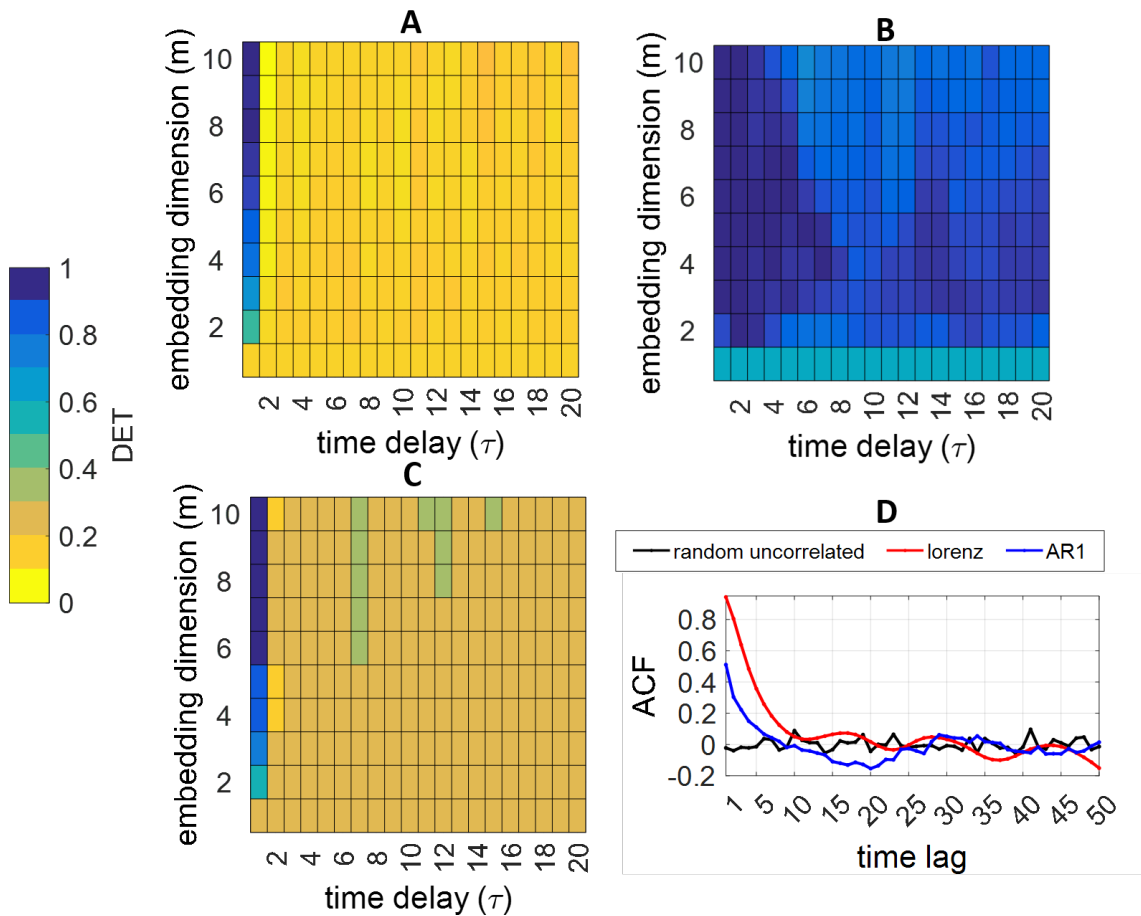 A
embedding dimension (m)
10
8
6
4
2
2 4 6 8 10 12 14 16 18 20
time delay (τ)
B
embedding dimension (m)
10
8
6
4
2
2 4 6 8 10 12 14 16 18 20
time delay (τ)
1
0.8
0.6
0.4
0.2
0
DET
C
embedding dimension (m)
10
8
6
4
2
2 4 6 8 10 12 14 16 18 20
time delay (τ)
D
random uncorrelated lorenz AR1
ACF
0.8
0.6
0.4
0.2
0
-0.2
1 5 10 15 20 25 30 35 40 45 50
time lag